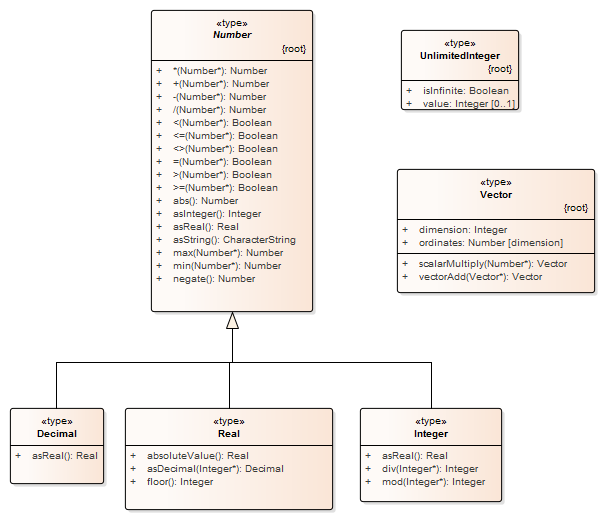 «type»
Number
{root}
+ *(Number*): Number
+ +(Number*): Number
+ -(Number*): Number
+ /(Number*): Number
+ <(Number*): Boolean
+ <=(Number*): Boolean
+ <>(Number*): Boolean
+ =(Number*): Boolean
+ >(Number*): Boolean
+ >=(Number*): Boolean
+ abs(): Number
+ asInteger(): Integer
+ asReal(): Real
+ asString(): CharacterString
+ max(Number*): Number
+ min(Number*): Number
+ negate(): Number
«type»
UnlimitedInteger
{root}
+ isInfinite: Boolean
+ value: Integer [0..1]
«type»
Vector
{root}
+ dimension: Integer
+ ordinates: Number [dimension]
+ scalarMultiply(Number*): Vector
+ vectorAdd(Vector*): Vector
«type»
Decimal
+ asReal(): Real
«type»
Real
+ absoluteValue(): Real
+ asDecimal(Integer*): Decimal
+ floor(): Integer
«type»
Integer
+ asReal(): Real
+ div(Integer*): Integer
+ mod(Integer*): Integer